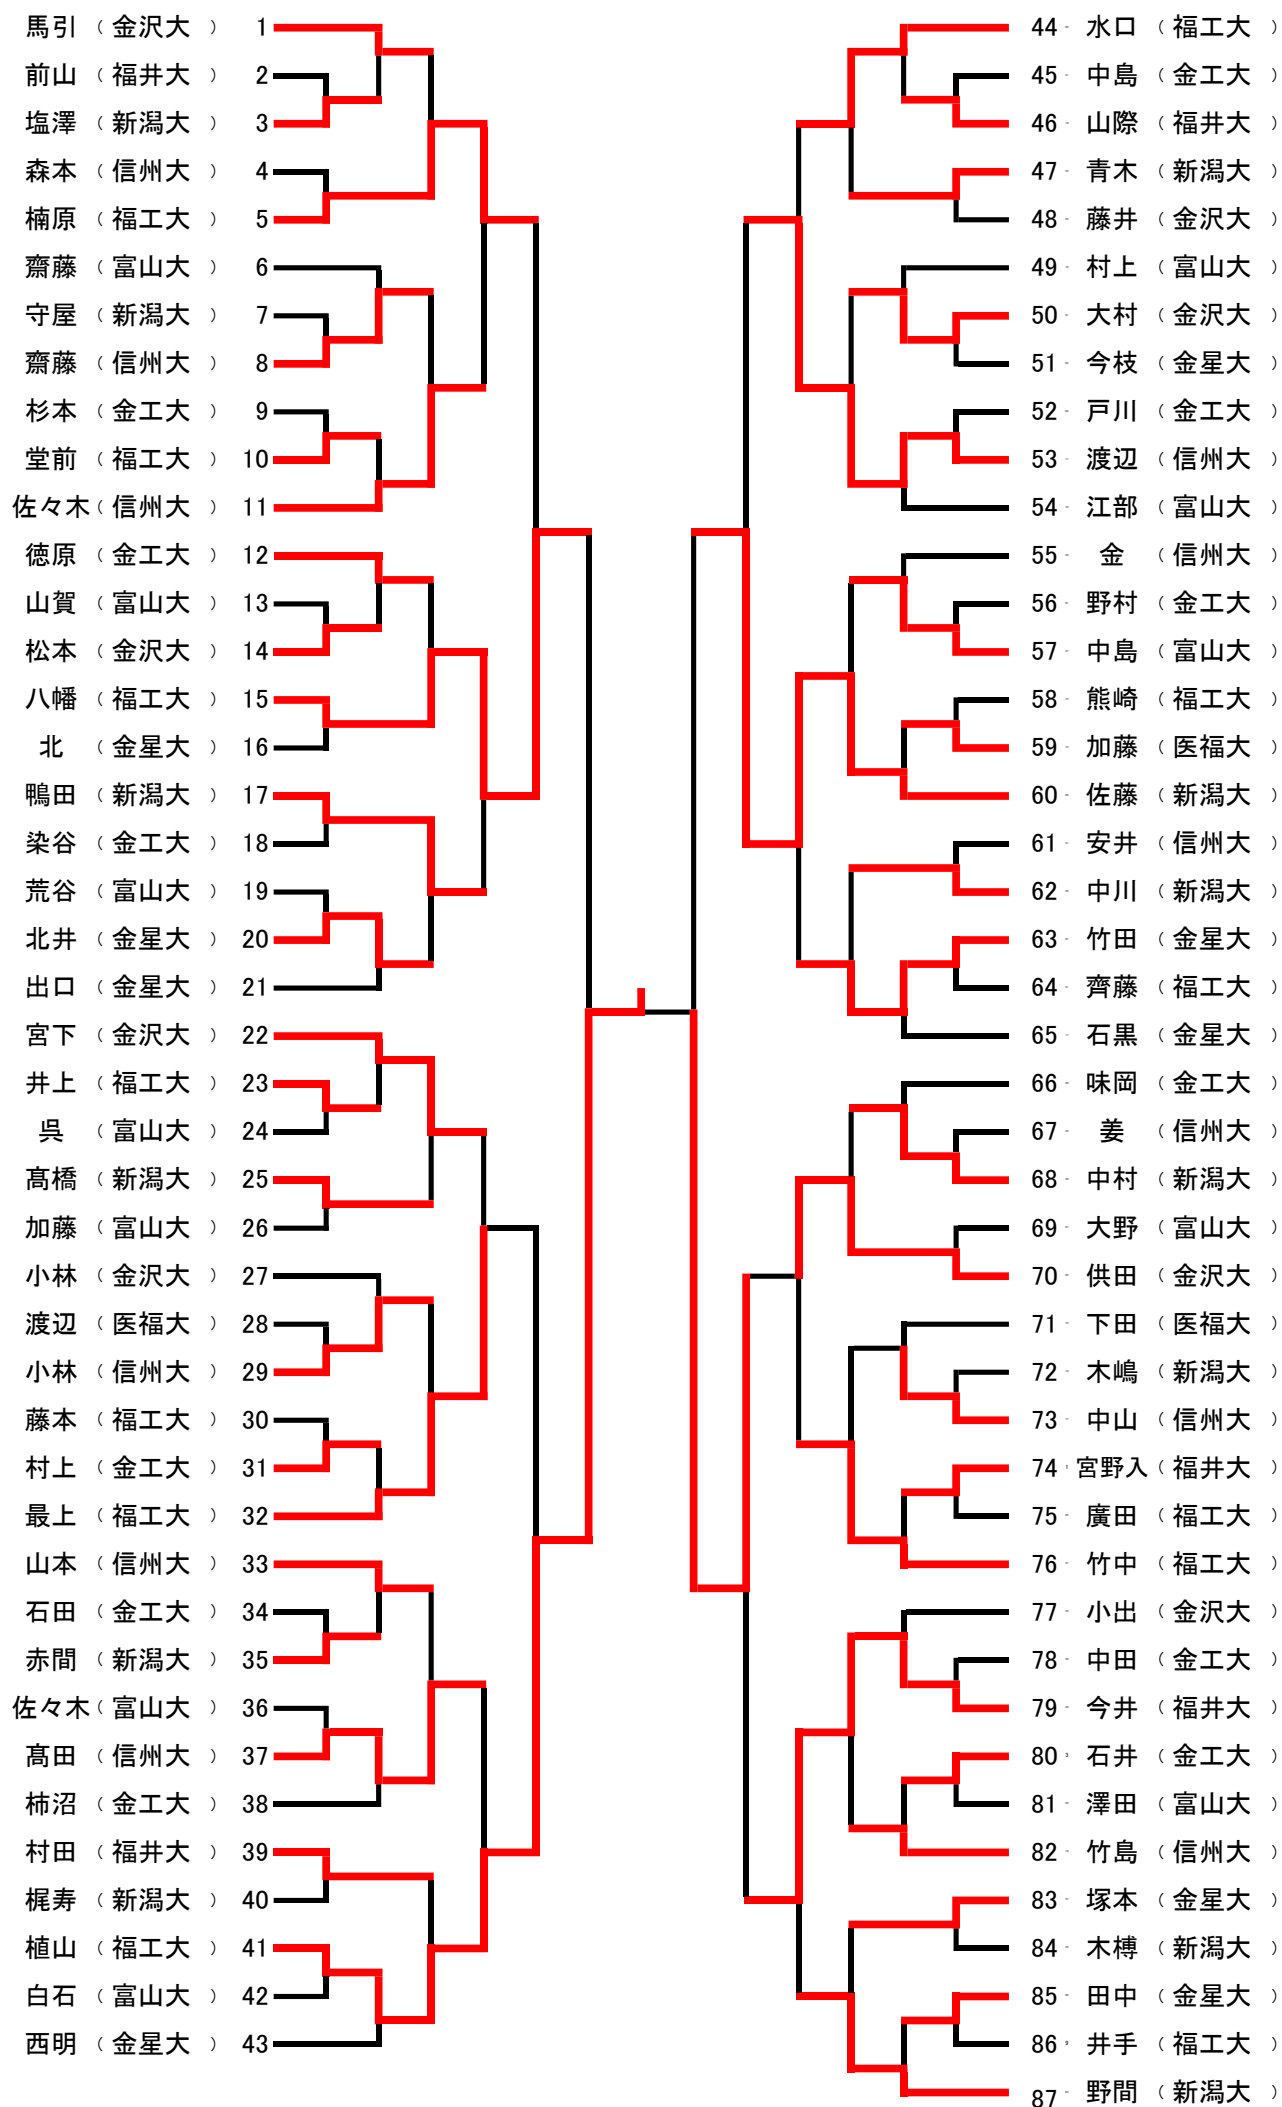 馬引 （ 金沢大 ） 1
前山 （ 福井大 ） 2
塩澤 （ 新潟大 ） 3
森本 （ 信州大 ） 4
楠原 （ 福工大 ） 5
齋藤 （ 富山大 ） 6
守屋 （ 新潟大 ） 7
齋藤 （ 信州大 ） 8
杉本 （ 金工大 ） 9
堂前 （ 福工大 ） 10
佐々木 （ 信州大 ） 11
徳原 （ 金工大 ） 12
山賀 （ 富山大 ） 13
松本 （ 金沢大 ） 14
八幡 （ 福工大 ） 15
北 （ 金星大 ） 16
鴨田 （ 新潟大 ） 17
染谷 （ 金工大 ） 18
荒谷 （ 富山大 ） 19
北井 （ 金星大 ） 20
出口 （ 金星大 ） 21
宮下 （ 金沢大 ） 22
井上 （ 福工大 ） 23
呉 （ 富山大 ） 24
髙橋 （ 新潟大 ） 25
加藤 （ 富山大 ） 26
小林 （ 金沢大 ） 27
渡辺 （ 医福大 ） 28
小林 （ 信州大 ） 29
藤本 （ 福工大 ） 30
村上 （ 金工大 ） 31
最上 （ 福工大 ） 32
山本 （ 信州大 ） 33
石田 （ 金工大 ） 34
赤間 （ 新潟大 ） 35
佐々木 （ 富山大 ） 36
髙田 （ 信州大 ） 37
柿沼 （ 金工大 ） 38
村田 （ 福井大 ） 39
梶寿 （ 新潟大 ） 40
植山 （ 福工大 ） 41
白石 （ 富山大 ） 42
西明 （ 金星大 ） 43
44 水口 （ 福工大 ）
45 中島 （ 金工大 ）
46 山際 （ 福井大 ）
47 青木 （ 新潟大 ）
48 藤井 （ 金沢大 ）
49 村上 （ 富山大 ）
50 大村 （ 金沢大 ）
51 今枝 （ 金星大 ）
52 戸川 （ 金工大 ）
53 渡辺 （ 信州大 ）
54 江部 （ 富山大 ）
55 金 （ 信州大 ）
56 野村 （ 金工大 ）
57 中島 （ 富山大 ）
58 熊崎 （ 福工大 ）
59 加藤 （ 医福大 ）
60 佐藤 （ 新潟大 ）
61 安井 （ 信州大 ）
62 中川 （ 新潟大 ）
63 竹田 （ 金星大 ）
64 齊藤 （ 福工大 ）
65 石黒 （ 金星大 ）
66 味岡 （ 金工大 ）
67 姜 （ 信州大 ）
68 中村 （ 新潟大 ）
69 大野 （ 富山大 ）
70 供田 （ 金沢大 ）
71 下田 （ 医福大 ）
72 木嶋 （ 新潟大 ）
73 中山 （ 信州大 ）
74 宮野入 （ 福井大 ）
75 廣田 （ 福工大 ）
76 竹中 （ 福工大 ）
77 小出 （ 金沢大 ）
78 中田 （ 金工大 ）
79 今井 （ 福井大 ）
80 石井 （ 金工大 ）
81 澤田 （ 富山大 ）
82 竹島 （ 信州大 ）
83 塚本 （ 金星大 ）
84 木榑 （ 新潟大 ）
85 田中 （ 金星大 ）
86 井手 （ 福工大 ）
87 野間 （ 新潟大 ）